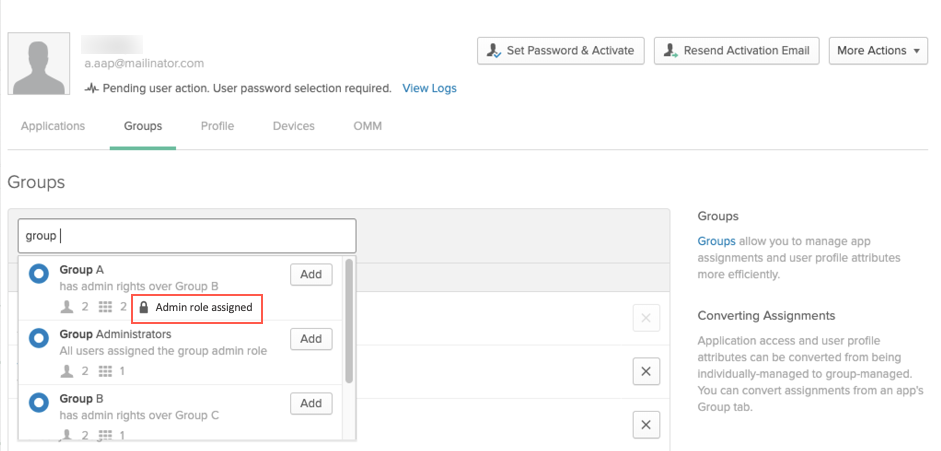 Set Password & Activate
Resend Activation Email
More Actions
a.aap@mailinator.com
Pending user action. User password selection required. View Logs
Applications
Groups
Profile
Devices
OMM
Groups
group
Group A
has admin rights over Group B
2 2 Admin role assigned
Add
Group Administrators
All users assigned the group admin role
2 1
Add
Group B
has admin rights over Group C
2 1
Add
Groups
Groups allow you to manage app
assignments and user profile attributes
more efficiently.
Converting Assignments
Application access and user profile
attributes can be converted from being
individually-managed to group-managed.
You can convert assignments from an app's
Group tab.